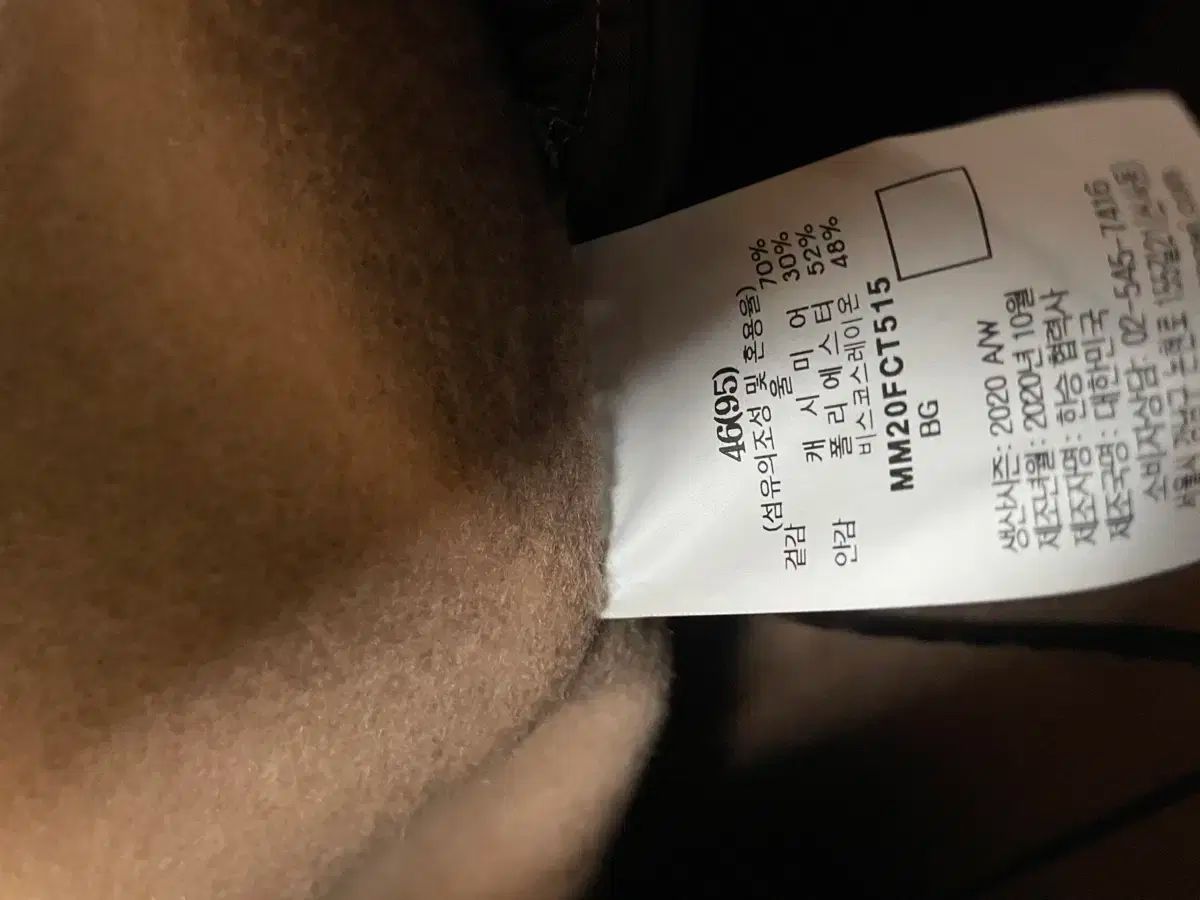 46(95)
(섬유의조성 및 혼용율)
겉감 울 70%
캐시미어 30%
안감 폴리에스터 52%
비스코스레이온 48%
MM20FCT515
BG
생산시즌: 2020 A/W
제조년월: 2020년 10월
제조자명: 한승 협력사
제조국명: 대한민국
소비자상담: 02-545-7416